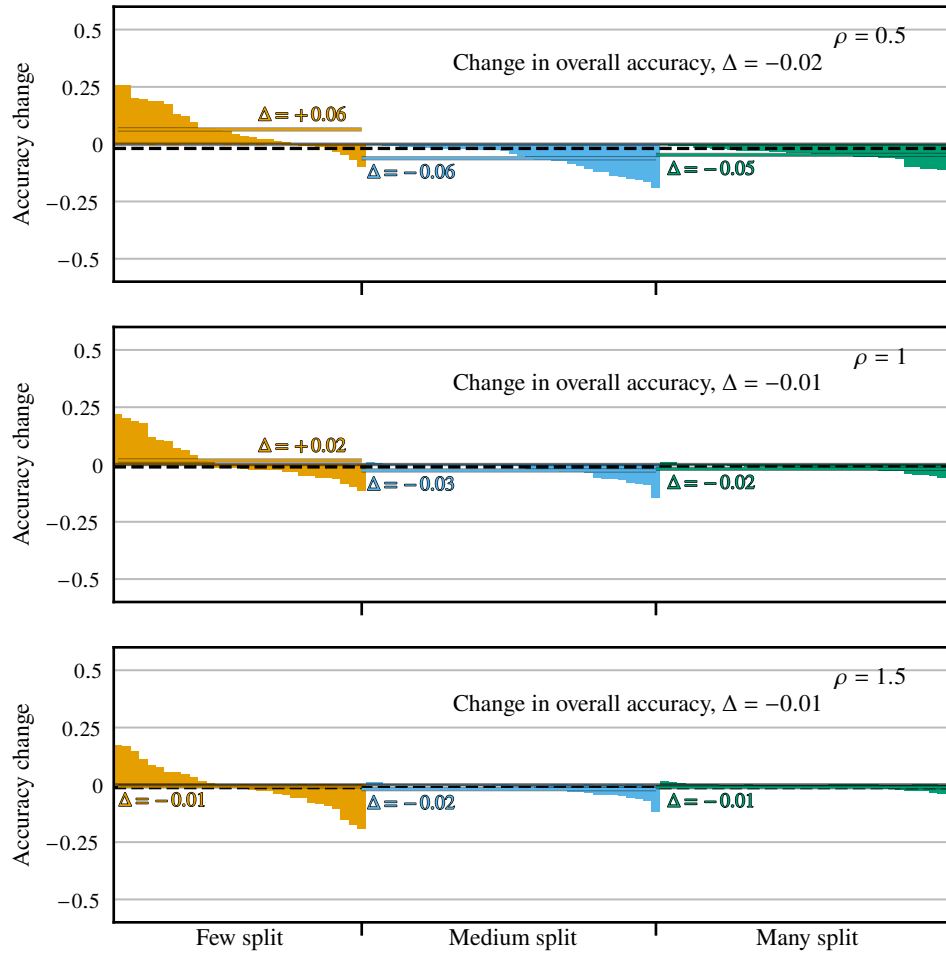 0.5
ρ = 0.5
Change in overall accuracy, Δ = −0.02
0.25
Δ = +0.06
0
Δ = −0.06
Δ = −0.05
−0.25
−0.5
Accuracy change
0.5
ρ = 1
Change in overall accuracy, Δ = −0.01
0.25
Δ = +0.02
0
Δ = −0.03
Δ = −0.02
−0.25
−0.5
Accuracy change
0.5
ρ = 1.5
Change in overall accuracy, Δ = −0.01
0.25
0
Δ = −0.01
Δ = −0.02
Δ = −0.01
−0.25
−0.5
Accuracy change
Few split
Medium split
Many split